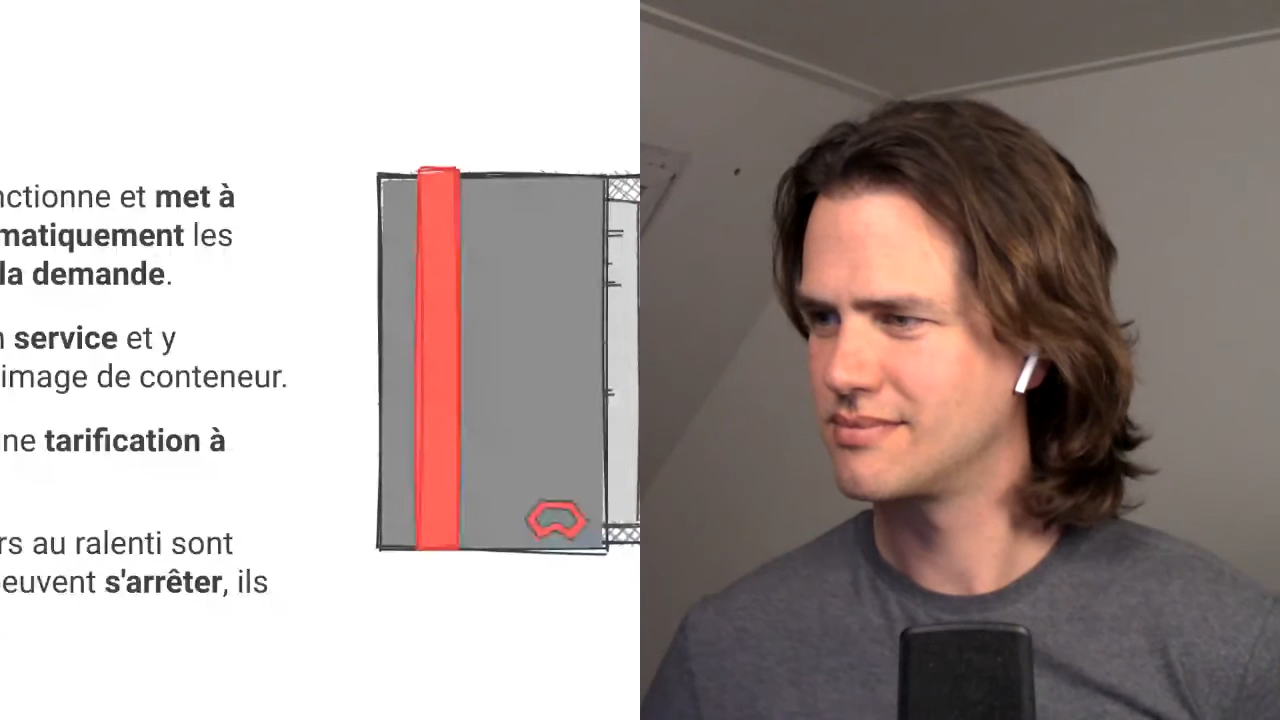 nctionne et met à
matiquement les
la demande.
service et y
image de conteneur.
ne tarification à
rs au ralenti sont
peuvent s'arrêter, ils